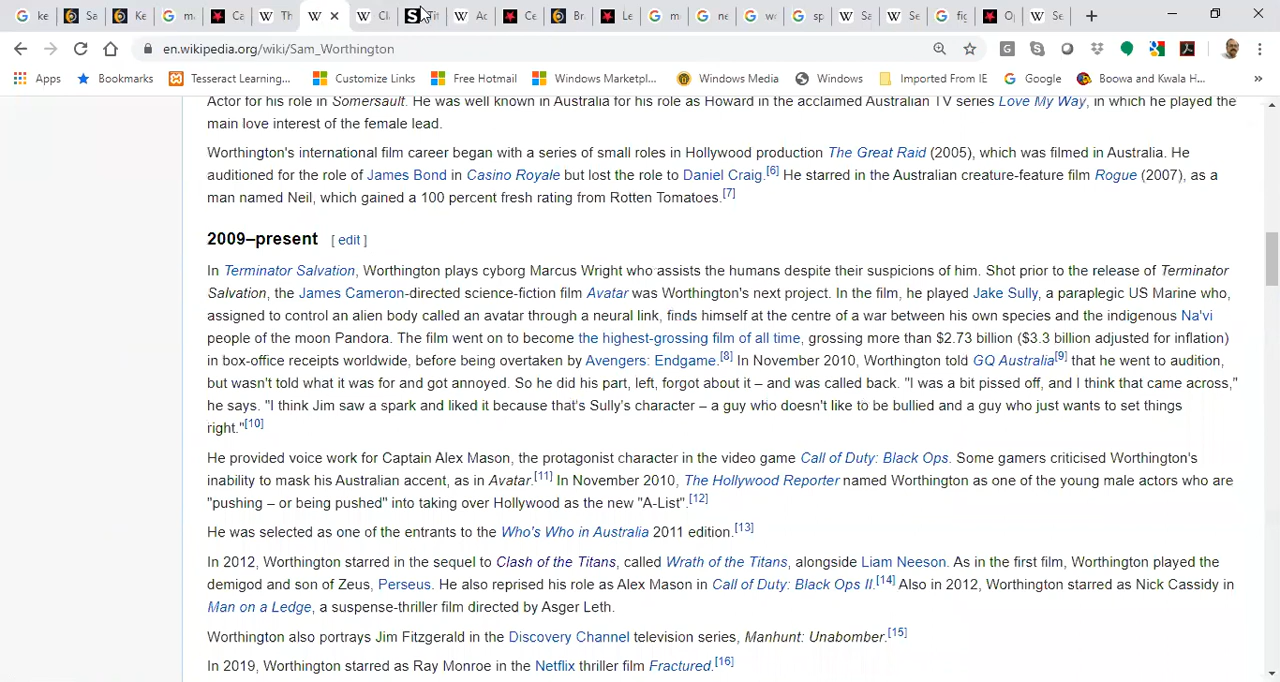 ke
Sa
Ke
m
Ca
Th
Cl
Tit
Ac
Ce
Br
Le
m
ne
w
sp
Sa
Se
fig
Op
Se
en.wikipedia.org/wiki/Sam_Worthington
Apps Bookmarks Tesseract Learning... Customize Links Free Hotmail Windows Marketpl... Windows Media Windows Imported From IE Google Boowa and Kwala H... »
Actor for his role in Somersault. He was well known in Australia for his role as Howard in the acclaimed Australian TV series Love My Way, in which he played the
main love interest of the female lead.
Worthington's international film career began with a series of small roles in Hollywood production The Great Raid (2005), which was filmed in Australia. He
auditioned for the role of James Bond in Casino Royale but lost the role to Daniel Craig.[6] He starred in the Australian creature-feature film Rogue (2007), as a
man named Neil, which gained a 100 percent fresh rating from Rotten Tomatoes.[7]
2009–present [ edit ]
In Terminator Salvation, Worthington plays cyborg Marcus Wright who assists the humans despite their suspicions of him. Shot prior to the release of Terminator
Salvation, the James Cameron-directed science-fiction film Avatar was Worthington's next project. In the film, he played Jake Sully, a paraplegic US Marine who,
assigned to control an alien body called an avatar through a neural link, finds himself at the centre of a war between his own species and the indigenous Na'vi
people of the moon Pandora. The film went on to become the highest-grossing film of all time, grossing more than $2.73 billion ($3.3 billion adjusted for inflation)
in box-office receipts worldwide, before being overtaken by Avengers: Endgame.[8] In November 2010, Worthington told GQ Australia[9] that he went to audition,
but wasn't told what it was for and got annoyed. So he did his part, left, forgot about it – and was called back. "I was a bit pissed off, and I think that came across,"
he says. "I think Jim saw a spark and liked it because that's Sully's character – a guy who doesn't like to be bullied and a guy who just wants to set things
right."[10]
He provided voice work for Captain Alex Mason, the protagonist character in the video game Call of Duty: Black Ops. Some gamers criticised Worthington's
inability to mask his Australian accent, as in Avatar.[11] In November 2010, The Hollywood Reporter named Worthington as one of the young male actors who are
"pushing – or being pushed" into taking over Hollywood as the new "A-List".[12]
He was selected as one of the entrants to the Who's Who in Australia 2011 edition.[13]
In 2012, Worthington starred in the sequel to Clash of the Titans, called Wrath of the Titans, alongside Liam Neeson. As in the first film, Worthington played the
demigod and son of Zeus, Perseus. He also reprised his role as Alex Mason in Call of Duty: Black Ops II.[14] Also in 2012, Worthington starred as Nick Cassidy in
Man on a Ledge, a suspense-thriller film directed by Asger Leth.
Worthington also portrays Jim Fitzgerald in the Discovery Channel television series, Manhunt: Unabomber.[15]
In 2019, Worthington starred as Ray Monroe in the Netflix thriller film Fractured.[16]